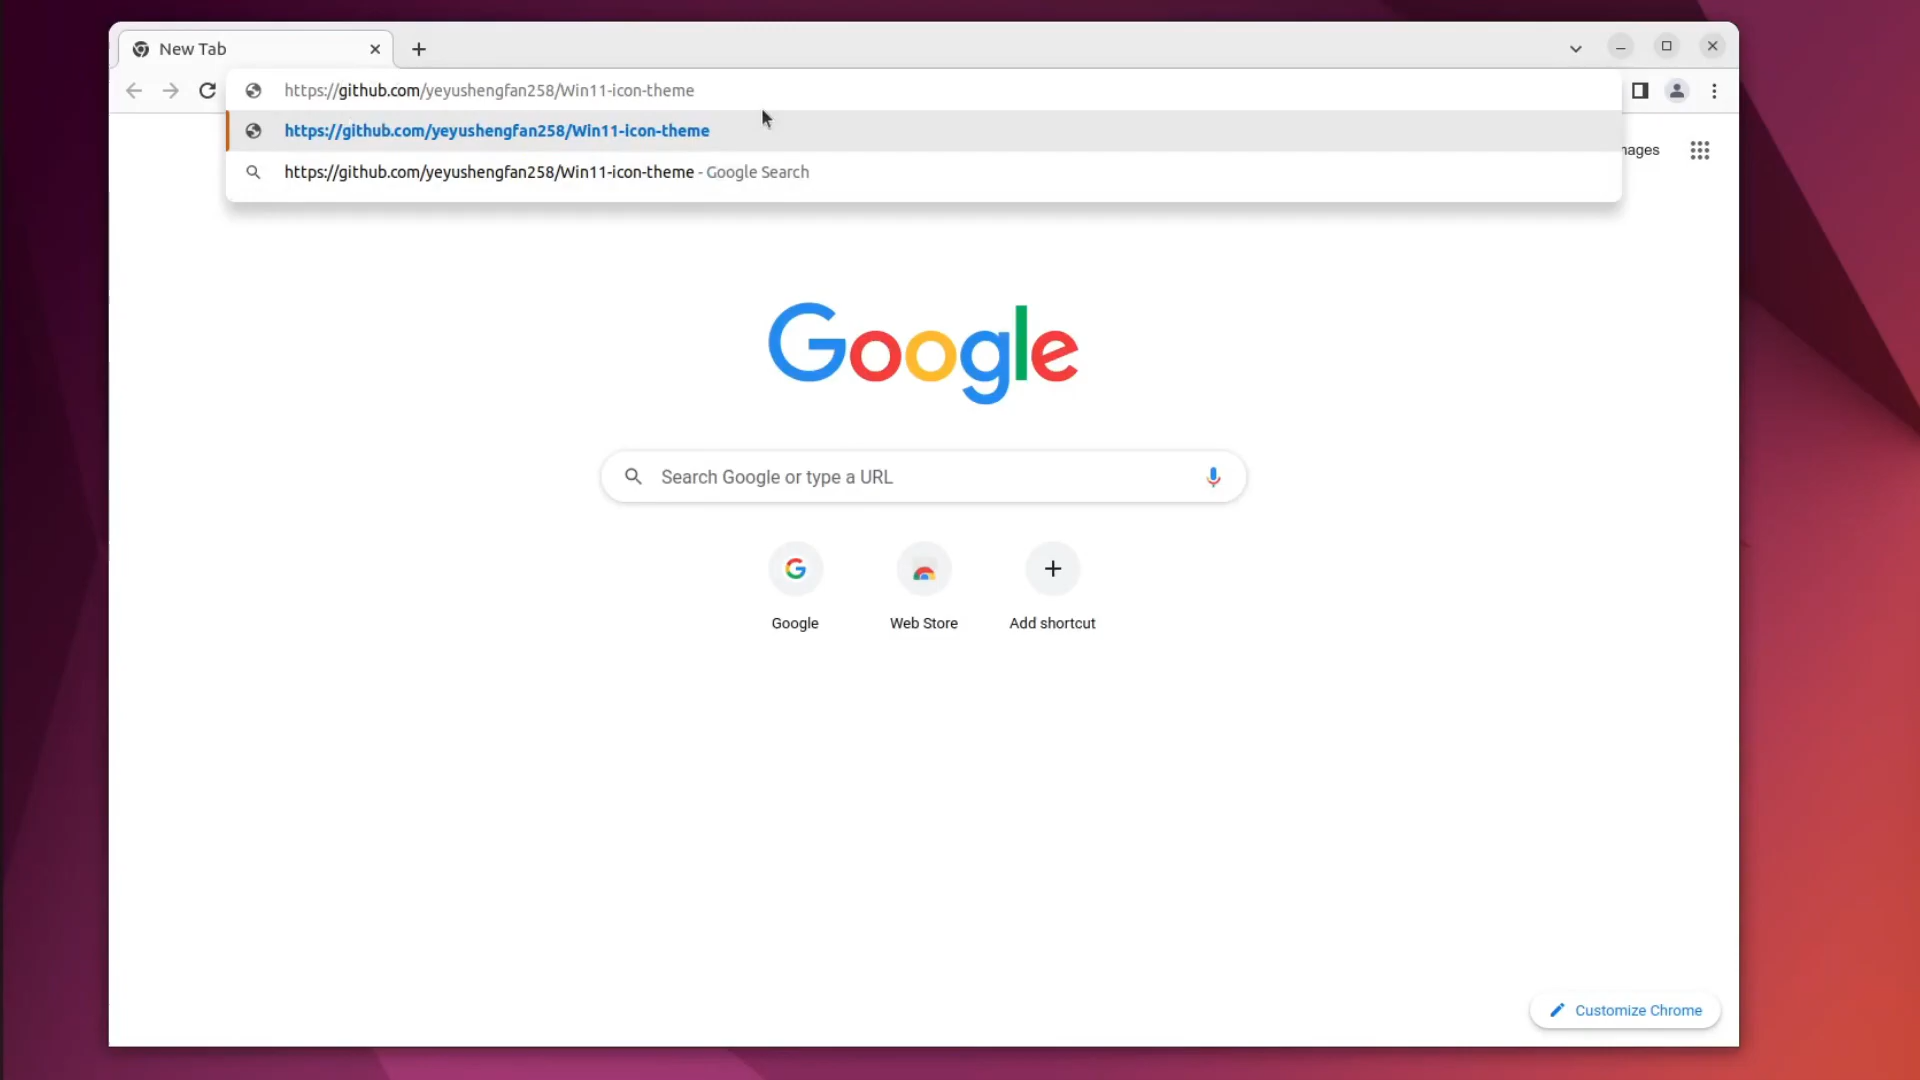 New Tab
https://github.com/yeyushengfan258/Win11-icon-theme
https://github.com/yeyushengfan258/Win11-icon-theme
https://github.com/yeyushengfan258/Win11-icon-theme - Google Search
mages
Google
Search Google or type a URL
Google
Web Store
Add shortcut
Customize Chrome